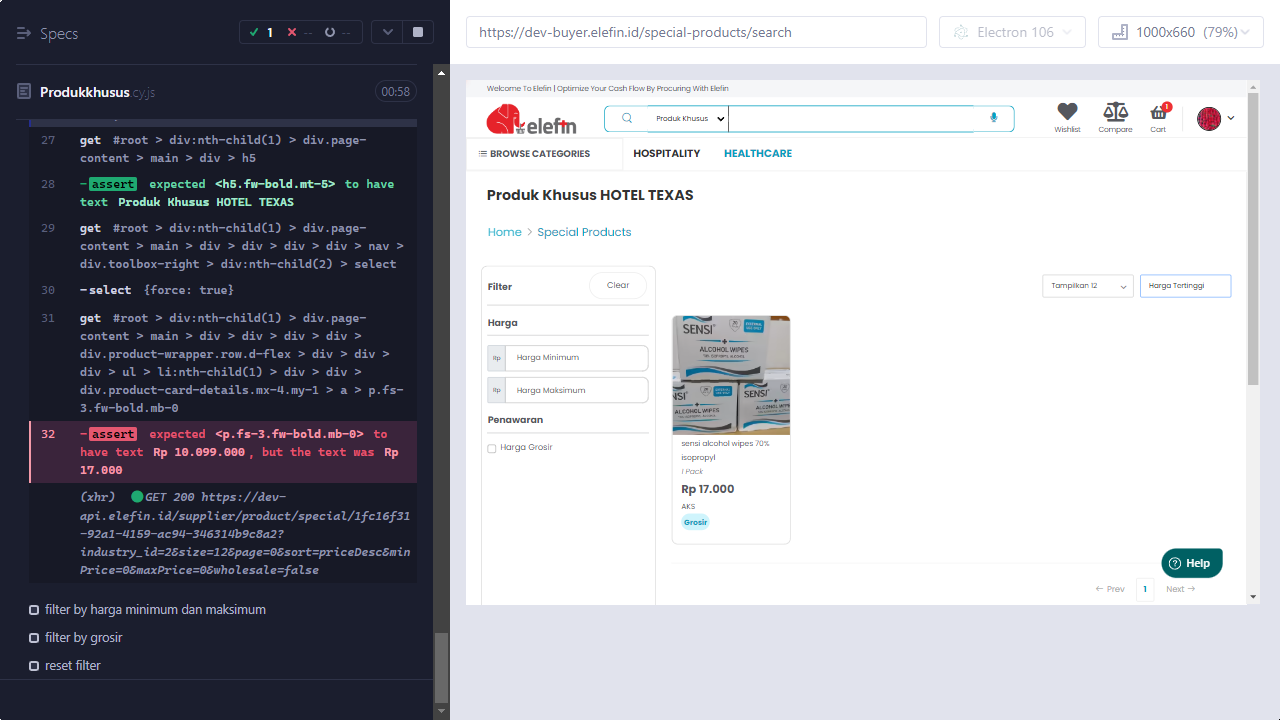 Specs
1
--
--
Produkkhusus.cy.js
00:58
27 get #root > div:nth-child(1) > div.page-
content > main > div > h5
28 -assert expected <h5.fw-bold.mt-5> to have
text Produk Khusus HOTEL TEXAS
29 get #root > div:nth-child(1) > div.page-
content > main > div > div > div > div > nav >
div.toolbox-right > div:nth-child(2) > select
30 -select {force: true}
31 get #root > div:nth-child(1) > div.page-
content > main > div > div > div > div >
div.product-wrapper.row.d-flex > div > div >
div > ul > li:nth-child(1) > div > div >
div.product-card-details.mx-4.my-1 > a > p.fs-
3.fw-bold.mb-0
32 -assert expected <p.fs-3.fw-bold.mb-0> to
have text Rp 10.099.000, but the text was Rp
17.000
(xhr) GET 200 https://dev-
api.elefin.id/supplier/product/special/1fc16f31
-92a1-4159-ac94-346314b9c8a2?
industry_id=2&size=12&page=0&sort=priceDesc&min
Price=0&maxPrice=0&wholesale=false
filter by harga minimum dan maksimum
filter by grosir
reset filter
https://dev-buyer.elefin.id/special-products/search
Electron 106
1000x660 (79%)
Welcome To Elefin | Optimize Your Cash Flow By Procuring With Elefin
elefin
Produk Khusus
Wishlist
Compare
1
Cart
BROWSE CATEGORIES
HOSPITALITY
HEALTHCARE
Produk Khusus HOTEL TEXAS
Home > Special Products
Filter
Clear
Harga
Rp Harga Minimum
Rp Harga Maksimum
Penawaran
Harga Grosir
Tampilkan 12
Harga Tertinggi
SENSI
ALCOHOL WIPES
ALCOHOL WIPES
ALCOHOL WIPES
sensi alcohol wipes 70%
isopropyl
1 Pack
Rp 17.000
AKS
Grosir
Help
← Prev
1
Next →